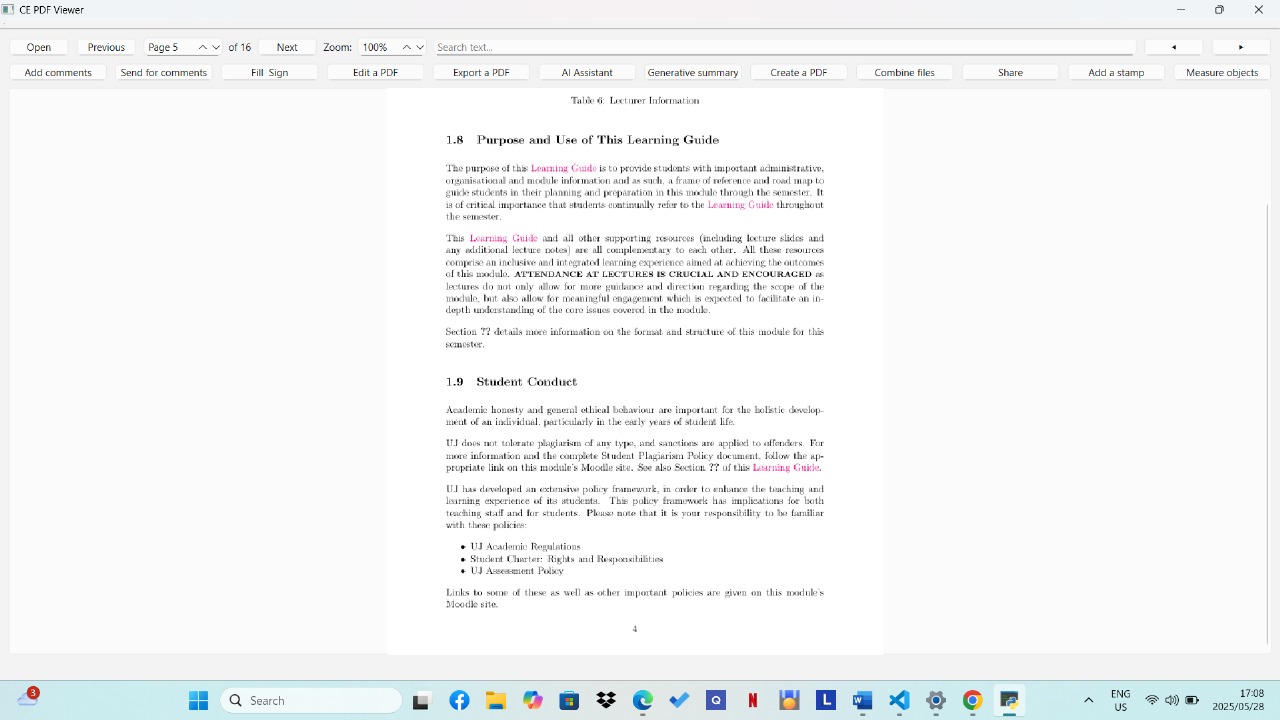 CE PDF Viewer
Open Previous Page 5 of 16 Next Zoom: 100% Search text...
Add comments Send for comments Fill Sign Edit a PDF Export a PDF AI Assistant Generative summary Create a PDF Combine files Share Add a stamp Measure objects
Table 6: Lecturer Information
1.8 Purpose and Use of This Learning Guide
The purpose of this Learning Guide is to provide students with important administrative,
organisational and module information and as such, a frame of reference and road map to
guide students in their planning and preparation in this module through the semester. It
is of critical importance that students continually refer to the Learning Guide throughout
the semester.
This Learning Guide and all other supporting resources (including lecture slides and
any additional lecture notes) are all complementary to each other. All these resources
comprise an inclusive and integrated learning experience aimed at achieving the outcomes
of this module. ATTENDANCE AT LECTURES IS CRUCIAL AND ENCOURAGED as
lectures do not only allow for more guidance and direction regarding the scope of the
module, but also allow for meaningful engagement which is expected to facilitate an in-
depth understanding of the core issues covered in the module.
Section ?? details more information on the format and structure of this module for this
semester.
1.9 Student Conduct
Academic honesty and general ethical behaviour are important for the holistic develop-
ment of an individual, particularly in the early years of student life.
UJ does not tolerate plagiarism of any type, and sanctions are applied to offenders. For
more information and the complete Student Plagiarism Policy document, follow the ap-
propriate link on this module's Moodle site. See also Section ?? of this Learning Guide.
UJ has developed an extensive policy framework, in order to enhance the teaching and
learning experience of its students. This policy framework has implications for both
teaching staff and for students. Please note that it is your responsibility to be familiar
with these policies:
• UJ Academic Regulations
• Student Charter: Rights and Responsibilities
• UJ Assessment Policy
Links to some of these as well as other important policies are given on this module's
Moodle site.
4
3
Search
ENG
US
17:08
2025/05/28